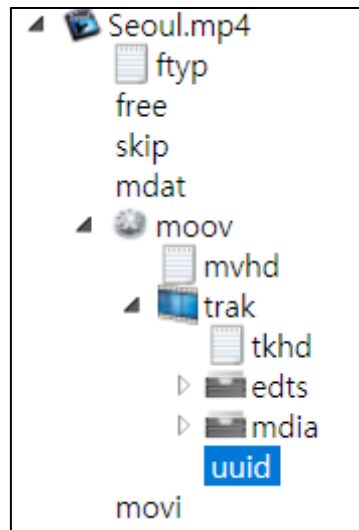 Seoul.mp4
ftyp
free
skip
mdat
moov
mvhd
trak
tkhd
edts
mdia
uuid
movi